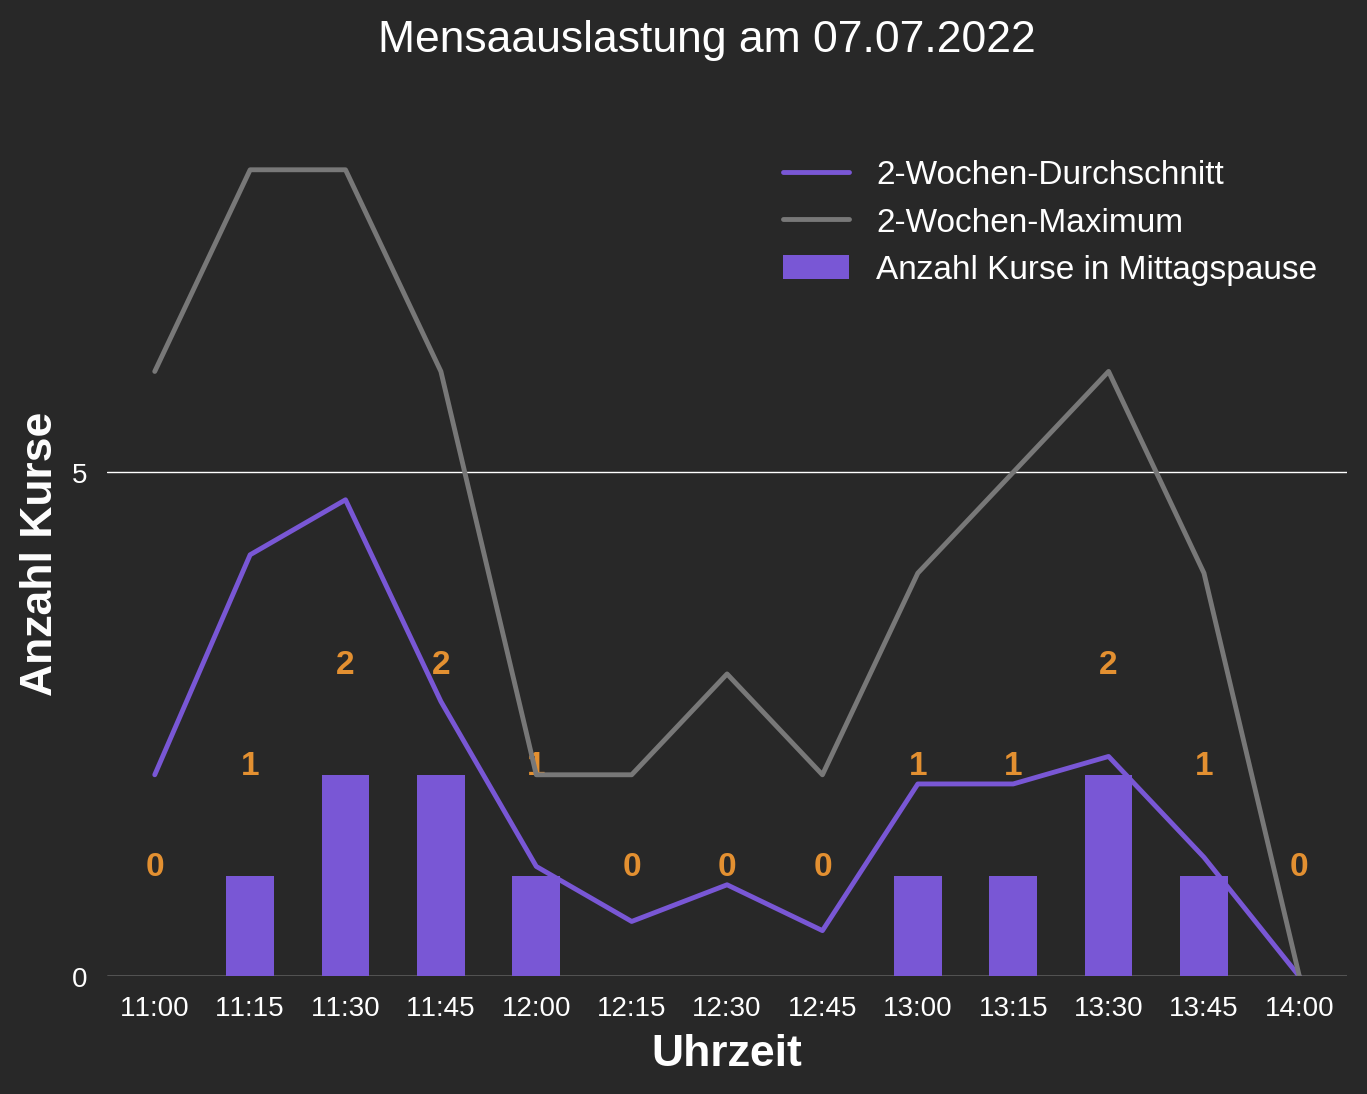 Mensaauslastung am 07.07.2022
2-Wochen-Durchschnitt
2-Wochen-Maximum
Anzahl Kurse in Mittagspause
Anzahl Kurse
5
0
2 2 2
1 1 1 1 1
0 0 0 0 0
11:00 11:15 11:30 11:45 12:00 12:15 12:30 12:45 13:00 13:15 13:30 13:45 14:00
Uhrzeit